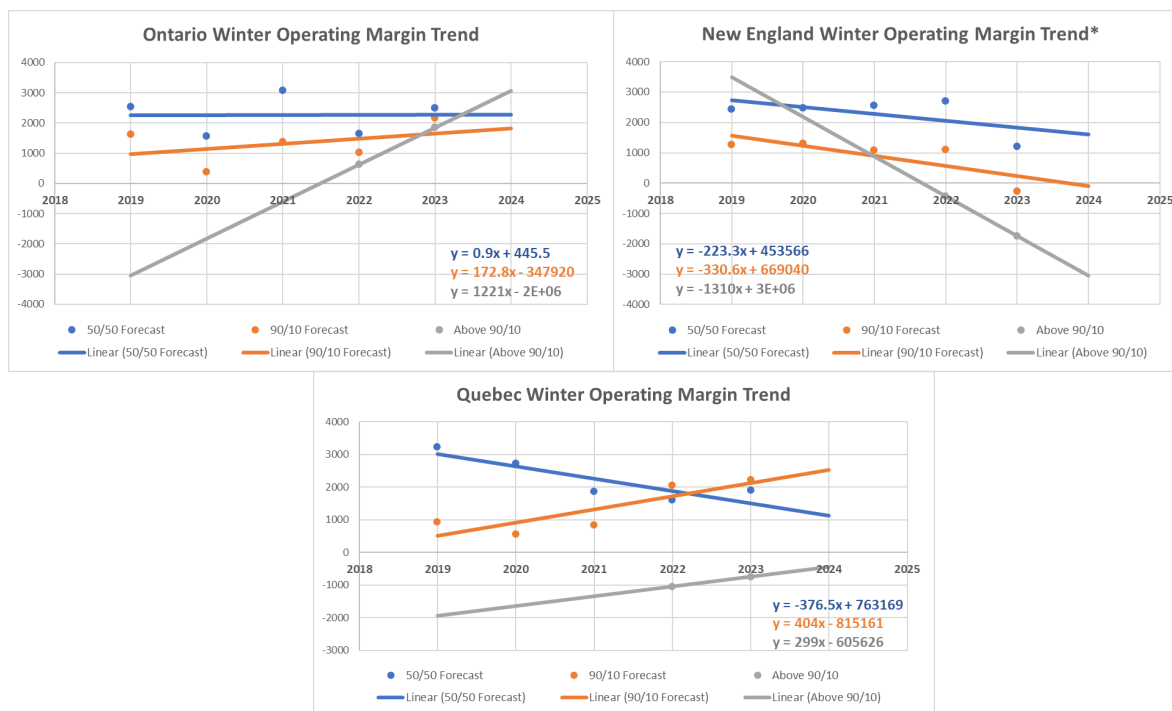 Ontario Winter Operating Margin Trend
4000
3000
2000
1000
0
-1000
-2000
-3000
-4000
2018 2019 2020 2021 2022 2023 2024 2025
y = 0.9x + 445.5
y = 172.8x - 347920
y = 1221x - 2E+06
50/50 Forecast 90/10 Forecast Above 90/10
Linear (50/50 Forecast) Linear (90/10 Forecast) Linear (Above 90/10)
New England Winter Operating Margin Trend*
4000
3000
2000
1000
0
-1000
-2000
-3000
-4000
2018 2019 2020 2021 2022 2023 2024 2025
y = -223.3x + 453566
y = -330.6x + 669040
y = -1310x + 3E+06
50/50 Forecast 90/10 Forecast Above 90/10
Linear (50/50 Forecast) Linear (90/10 Forecast) Linear (Above 90/10)
Quebec Winter Operating Margin Trend
4000
3000
2000
1000
0
-1000
-2000
-3000
2018 2019 2020 2021 2022 2023 2024 2025
y = -376.5x + 763169
y = 404x - 815161
y = 299x - 605626
50/50 Forecast 90/10 Forecast Above 90/10
Linear (50/50 Forecast) Linear (90/10 Forecast) Linear (Above 90/10)